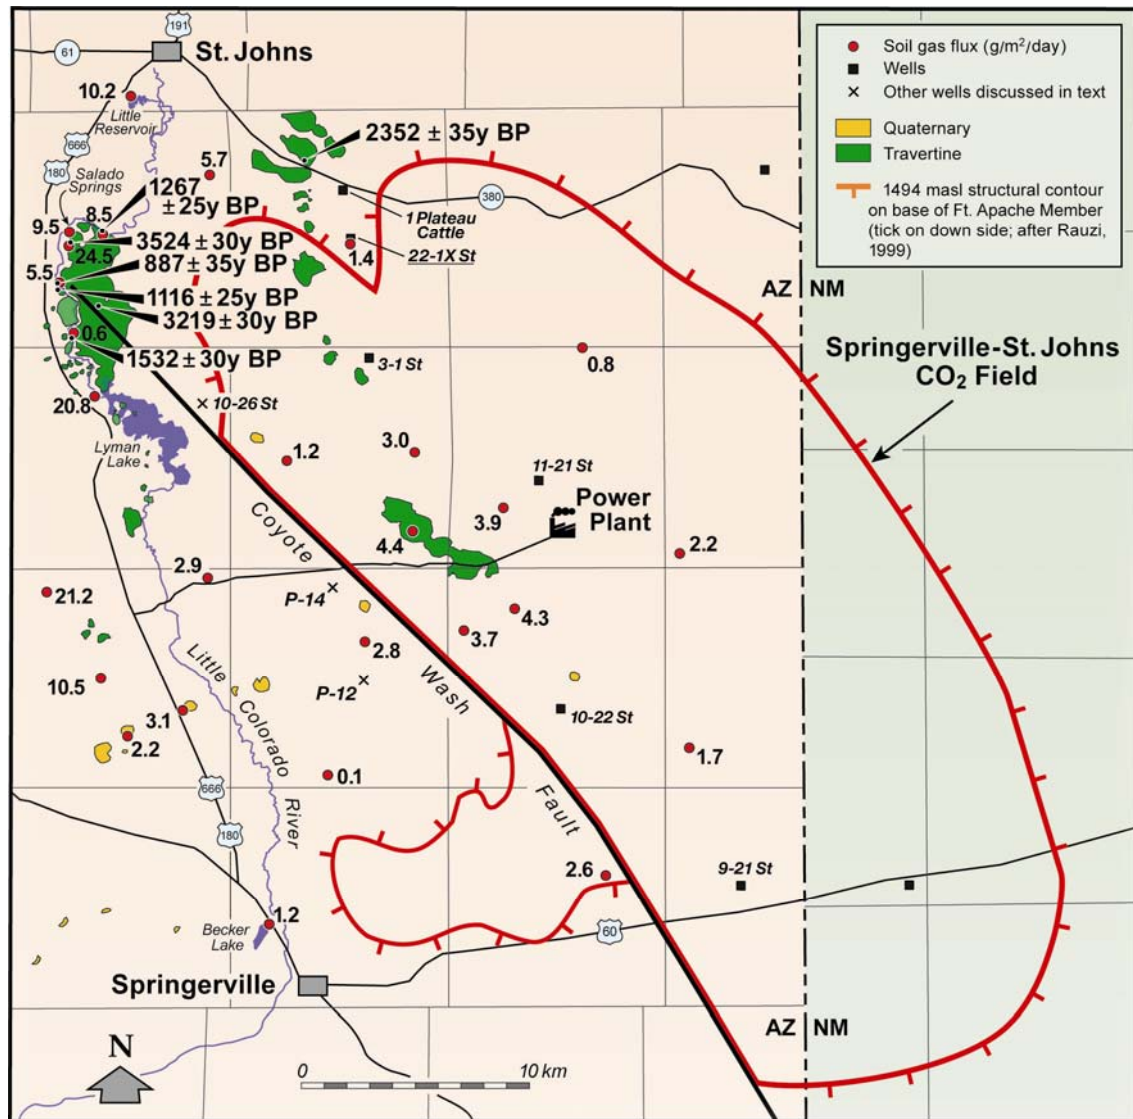 191
61
St. Johns
10.2
Little
Reservoir
666
180
Salado
Springs
5.7
2352 ± 35y BP
1267
± 25y BP
9.5
8.5
3524 ± 30y BP
24.5
887 ± 35y BP
5.5
1116 ± 25y BP
3219 ± 30y BP
0.6
1532 ± 30y BP
1 Plateau
Cattle
380
22-1X St
1.4
Soil gas flux (g/m²/day)
Wells
Other wells discussed in text
Quaternary
Travertine
1494 masl structural contour
on base of Ft. Apache Member
(tick on down side; after Rauzi,
1999)
AZ NM
Springerville-St. Johns
CO₂ Field
3-1 St
0.8
10-26 St
20.8
Lyman
Lake
1.2
3.0
11-21 St
Power
Plant
3.9
4.4
2.2
Coyote
Wash
Fault
2.9
P-14
21.2
4.3
3.7
2.8
P-12
10.5
Little
Colorado
River
3.1
2.2
10-22 St
1.7
0.1
666
180
2.6
9-21 St
60
1.2
Becker
Lake
Springerville
N
0 10 km
AZ NM